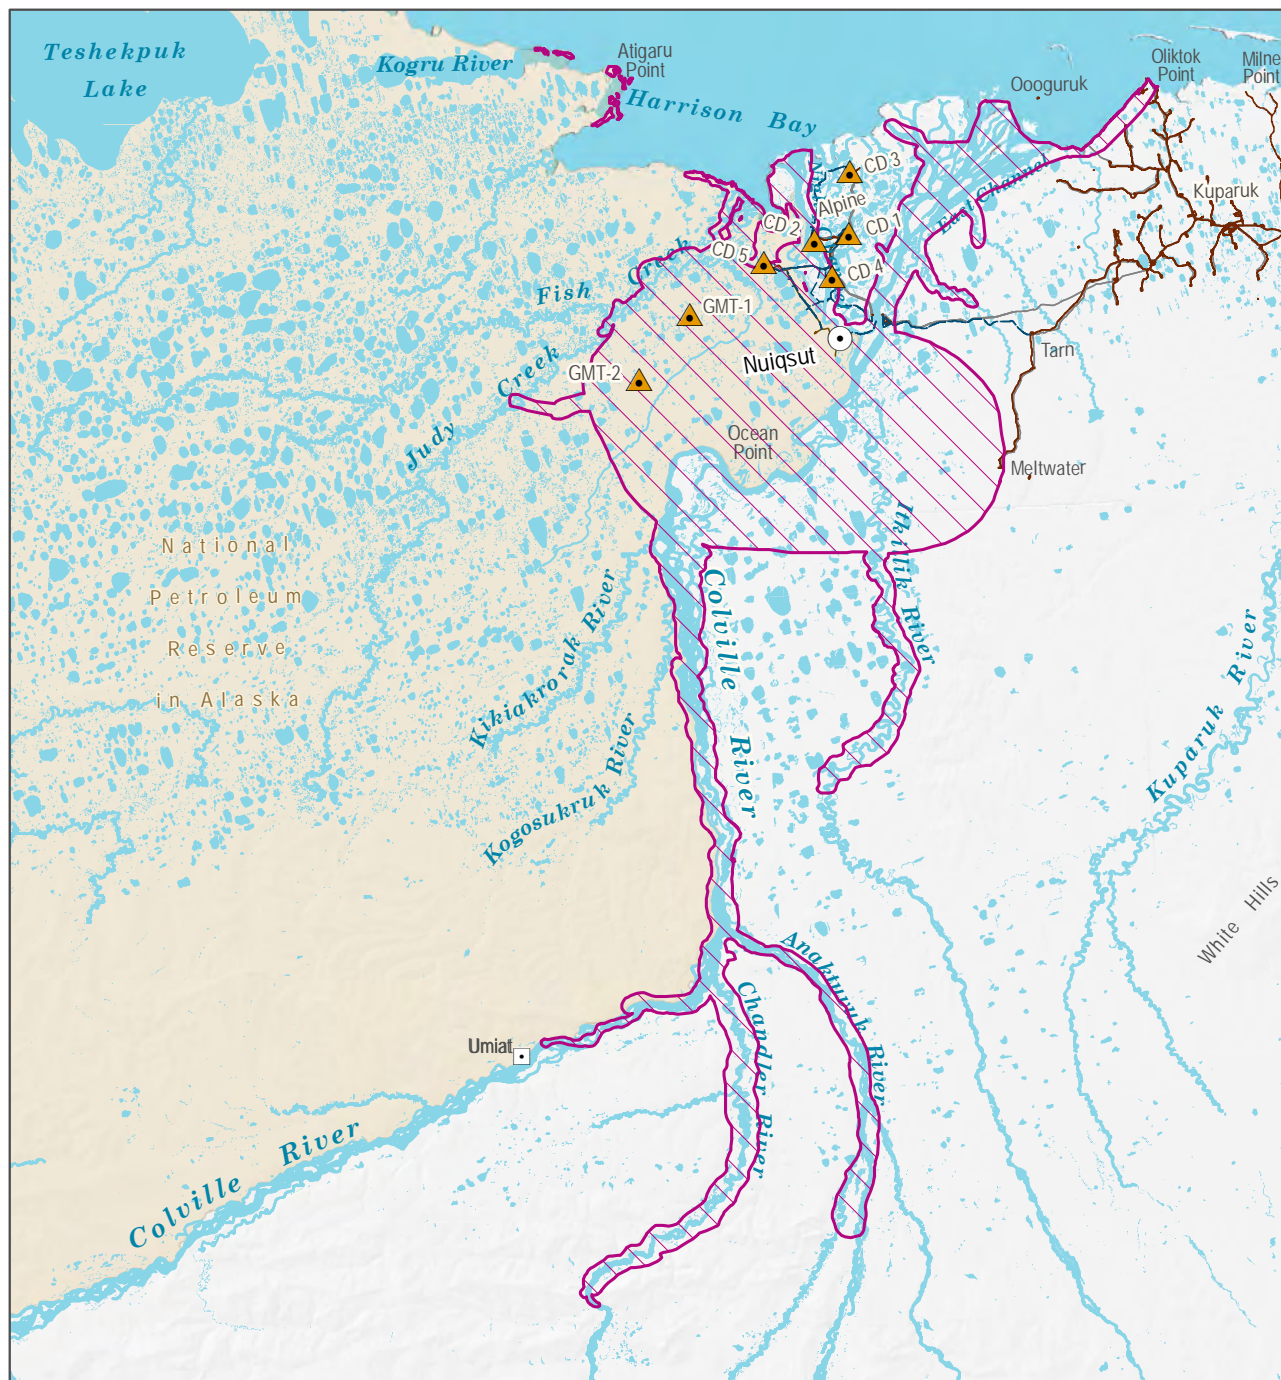 Teshekpuk
Lake
Kogru River
Atigaru
Point
Harrison Bay
Oooguruk
Oliktok
Point
Milne
Point
Kuparuk
CD 3
Alpine
CD 2
CD 1
East Channel
CD 5
CD 4
Fish Creek
GMT-1
Nuiqsut
Tarn
GMT-2
Judy Creek
Ocean
Point
Meltwater
Itkillik River
National
Petroleum
Reserve
in Alaska
Kikiakrorak River
Colville River
Kogosukruk River
Kuparuk River
White Hills
Anaktuvuk River
Chandler River
Umiat
Colville River